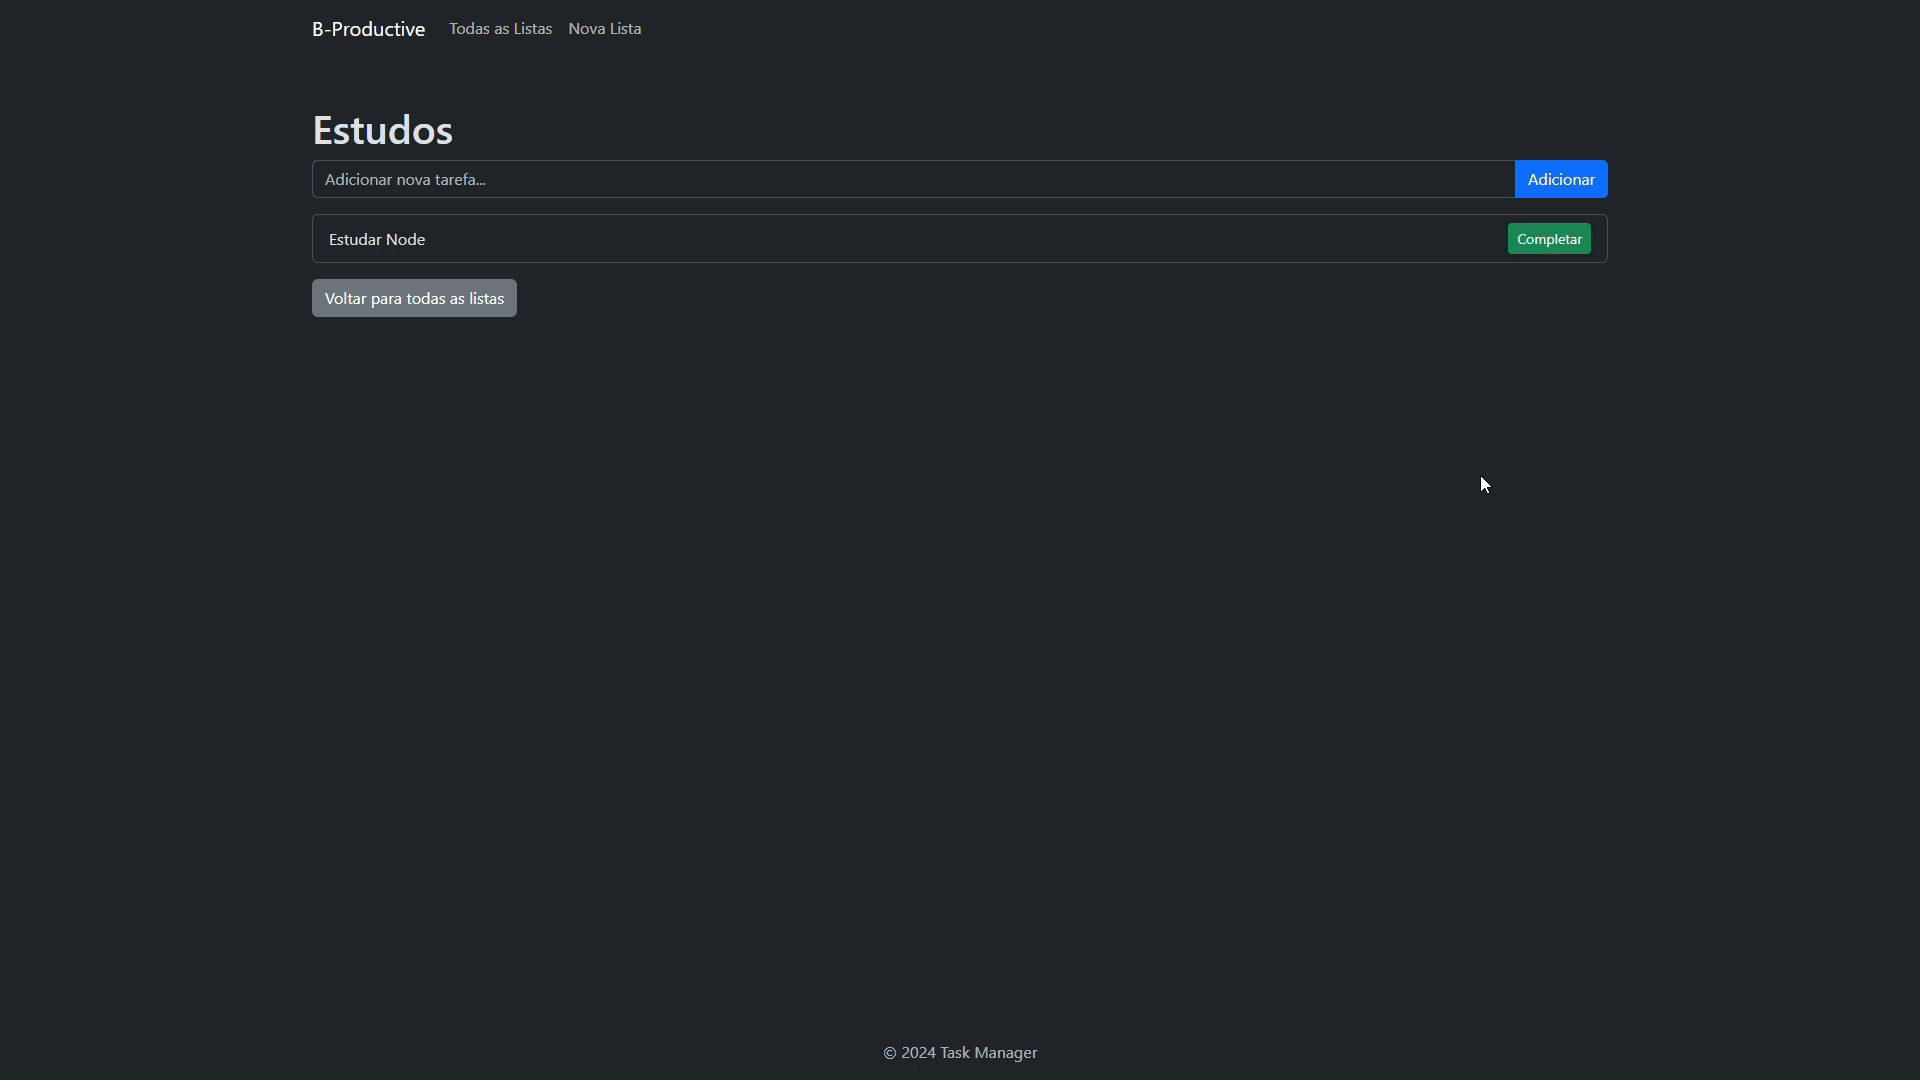 B-Productive Todas as Listas Nova Lista
Estudos
Adicionar nova tarefa... Adicionar
Estudar Node Completar
Voltar para todas as listas
© 2024 Task Manager